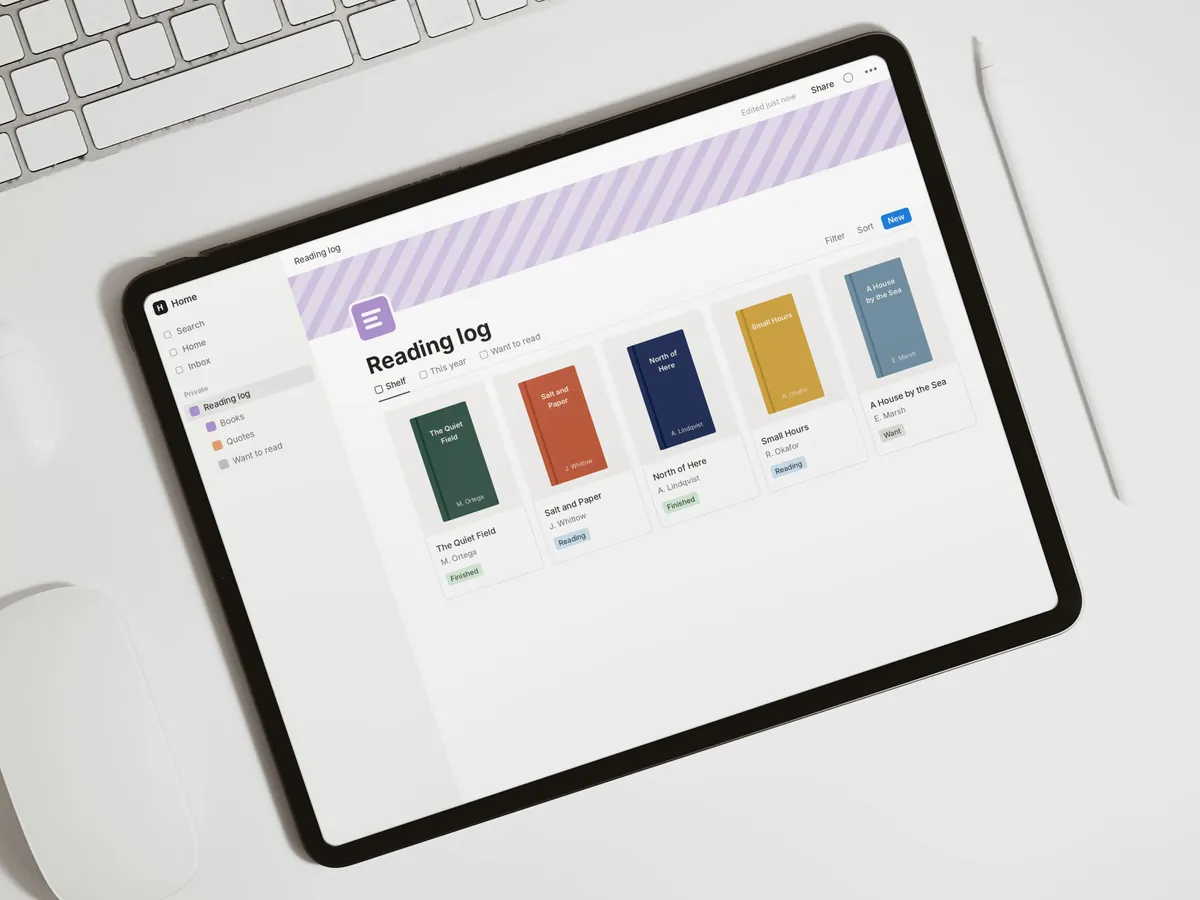 Edited just now
Share
Reading log
H Home
Search
Home
Inbox
Private
Reading log
Books
Quotes
Want to read
Reading log
Shelf
This year
Want to read
Filter
Sort
New
The Quiet
Field
M. Ortega
The Quiet Field
M. Ortega
Finished
Salt and
Paper
J. Whitlow
Salt and Paper
J. Whitlow
Reading
North of
Here
A. Lindqvist
North of Here
A. Lindqvist
Finished
Small Hours
R. Okafor
Small Hours
R. Okafor
Reading
A House
by the Sea
E. Marsh
A House by the Sea
E. Marsh
Want